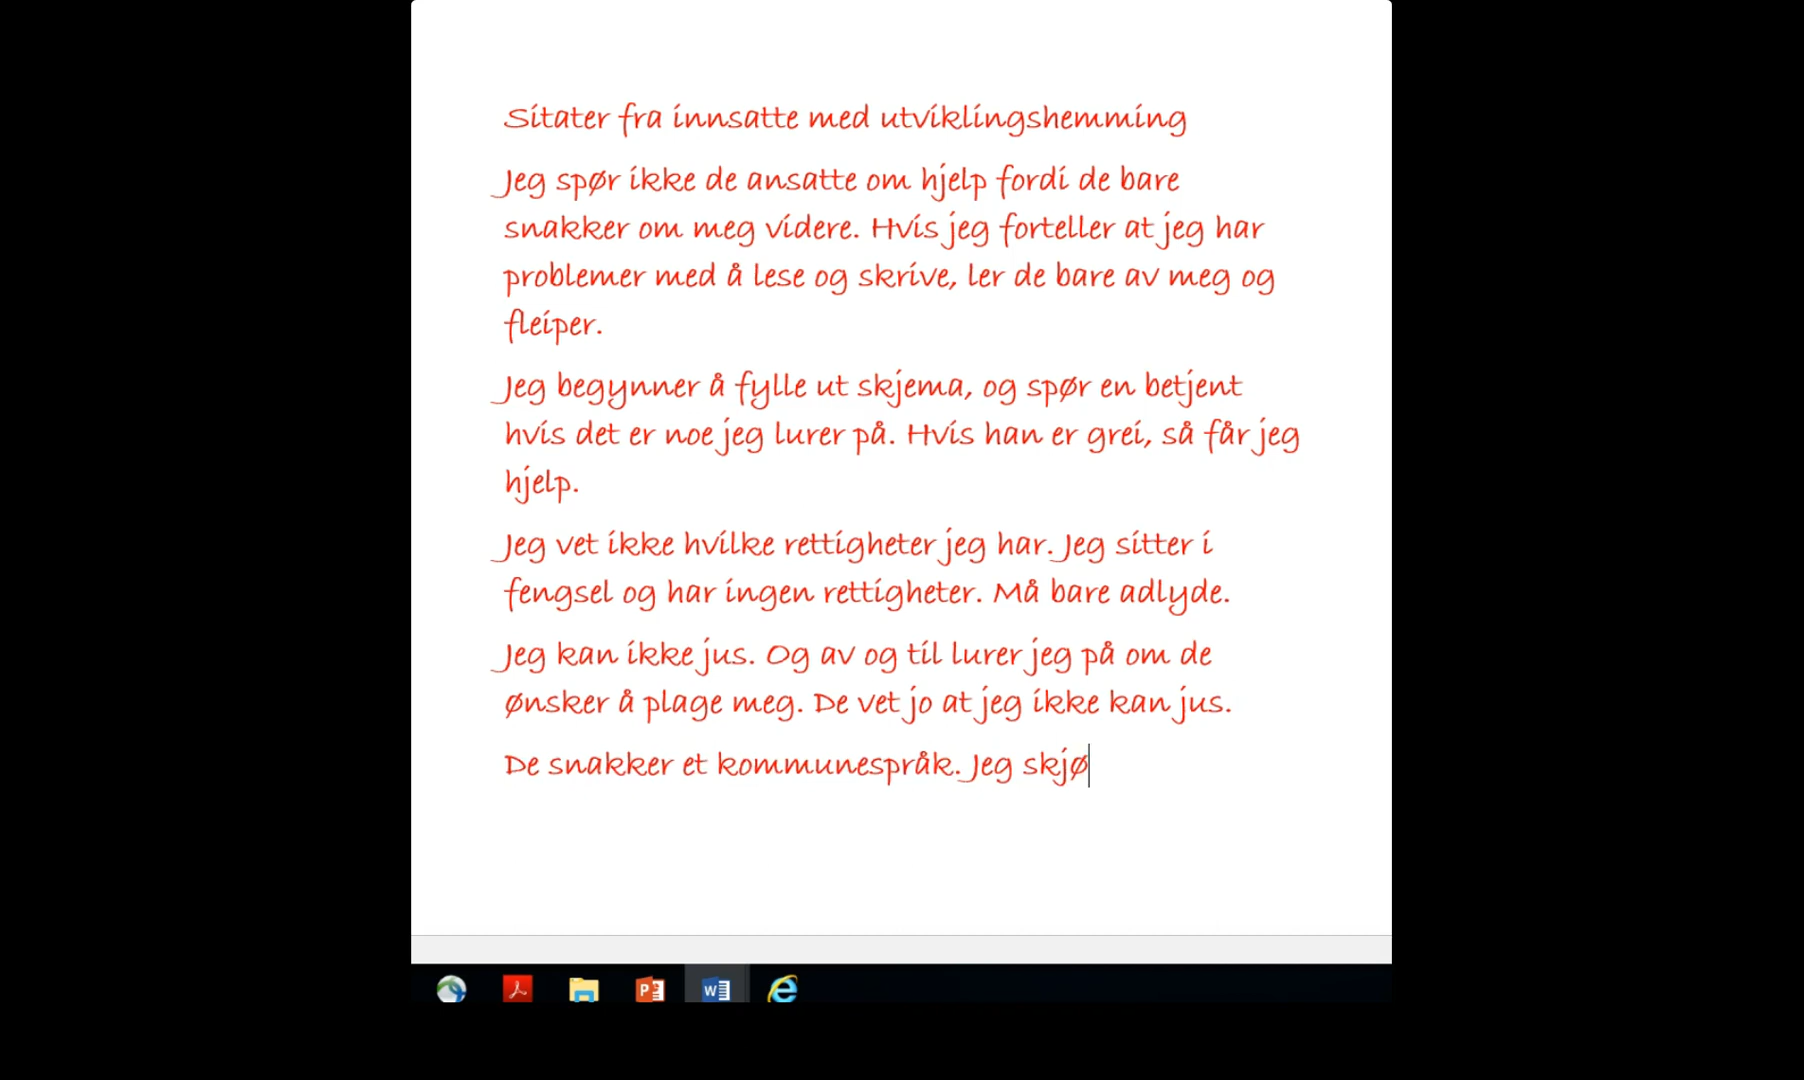 Sitater fra innsatte med utviklingshemming
Jeg spør ikke de ansatte om hjelp fordi de bare
snakker om meg videre. Hvis jeg forteller at jeg har
problemer med å lese og skrive, ler de bare av meg og
fleiper.
Jeg begynner å fylle ut skjema, og spør en betjent
hvis det er noe jeg lurer på. Hvis han er grei, så får jeg
hjelp.
Jeg vet ikke hvilke rettigheter jeg har. Jeg sitter i
fengsel og har ingen rettigheter. Må bare adlyde.
Jeg kan ikke jus. Og av og til lurer jeg på om de
ønsker å plage meg. De vet jo at jeg ikke kan jus.
De snakker et kommunespråk. Jeg skjø